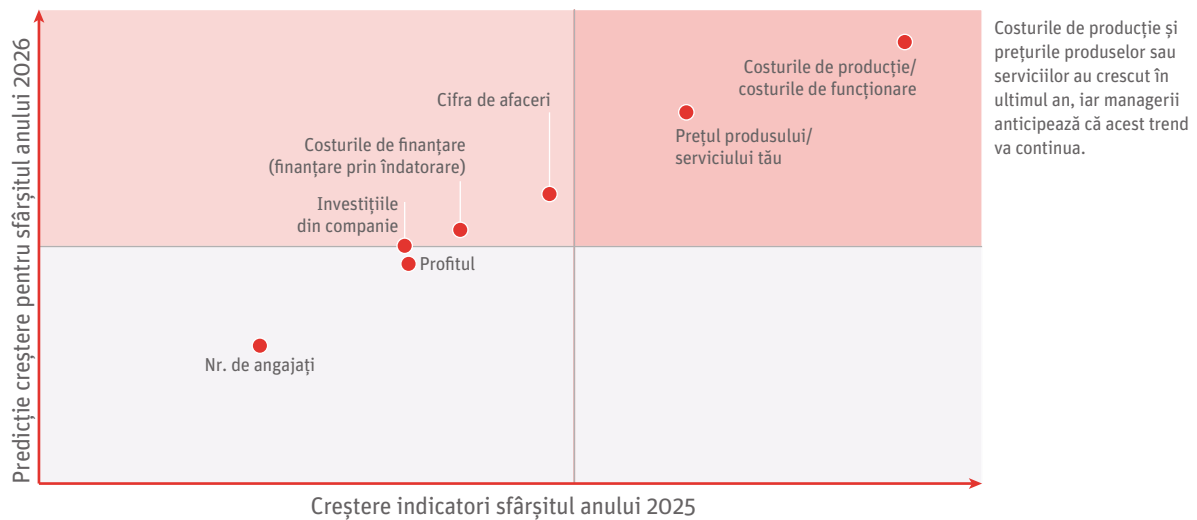 Predicție creștere pentru sfârșitul anului 2026
Costurile de producție/
costurile de funcționare
Cifra de afaceri
Prețul produsului/
serviciului tău
Costurile de finanțare
(finanțare prin îndatorare)
Investițiile
din companie
Profitul
Nr. de angajați
Creștere indicatori sfârșitul anului 2025
Costurile de producție și
prețurile produselor sau
serviciilor au crescut în
ultimul an, iar managerii
anticipează că acest trend
va continua.